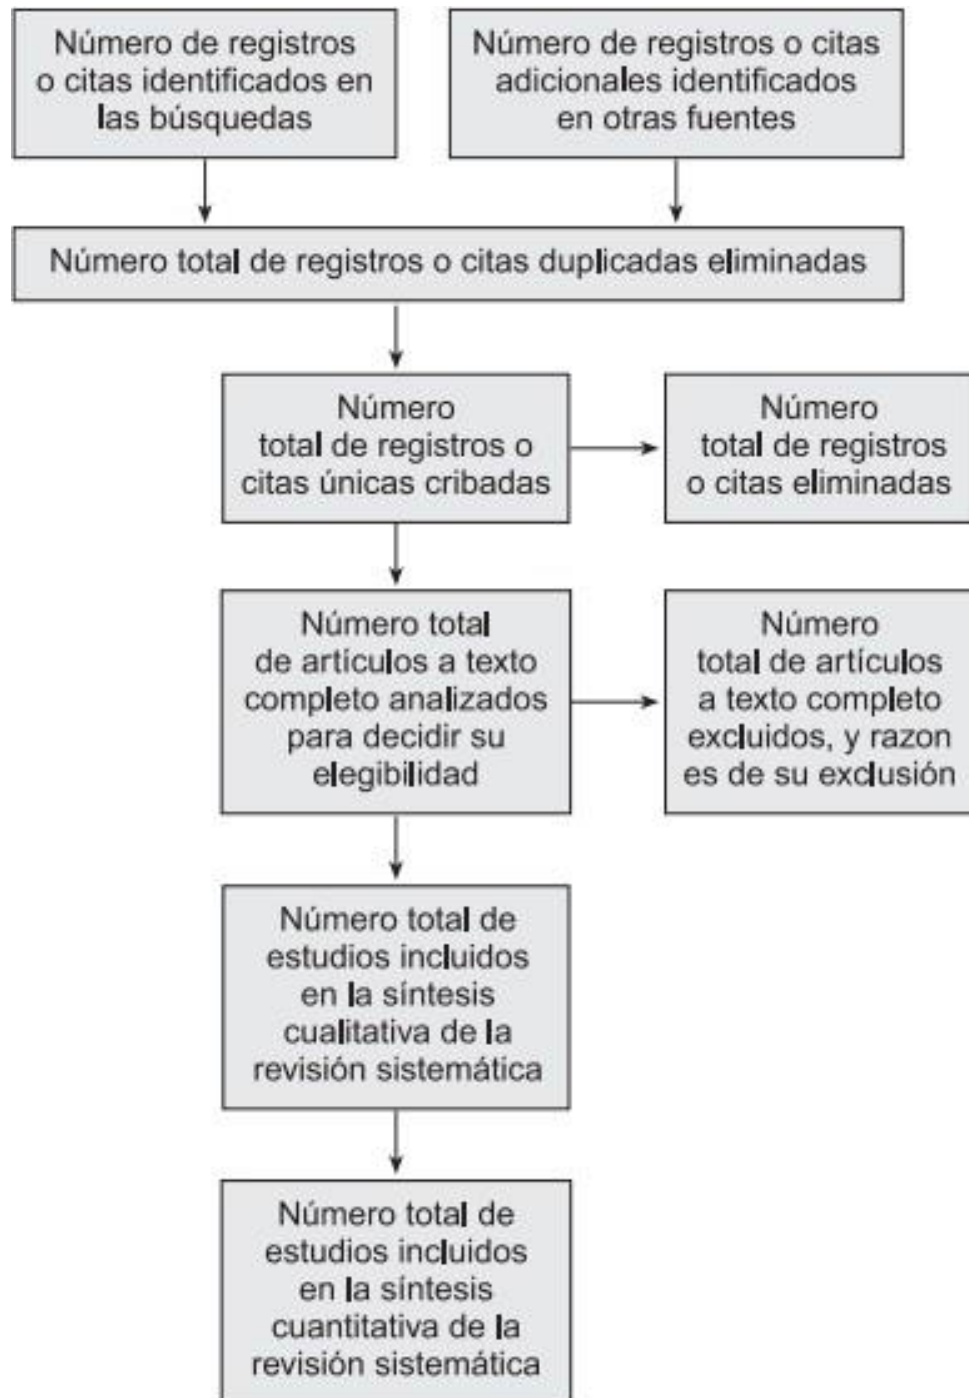 Número de registros
o citas identificados en
las búsquedas
Número de registros o citas
adicionales identificados
en otras fuentes
Número total de registros o citas duplicadas eliminadas
Número
total de registros o
citas únicas cribadas
Número
total de registros
o citas eliminadas
Número total
de artículos a texto
completo analizados
para decidir su
elegibilidad
Número
total de artículos
a texto completo
excluidos, y razon
es de su exclusión
Número total de
estudios incluidos
en la síntesis
cualitativa de la
revisión sistemática
Número total de
estudios incluidos
en la síntesis
cuantitativa de la
revisión sistemática